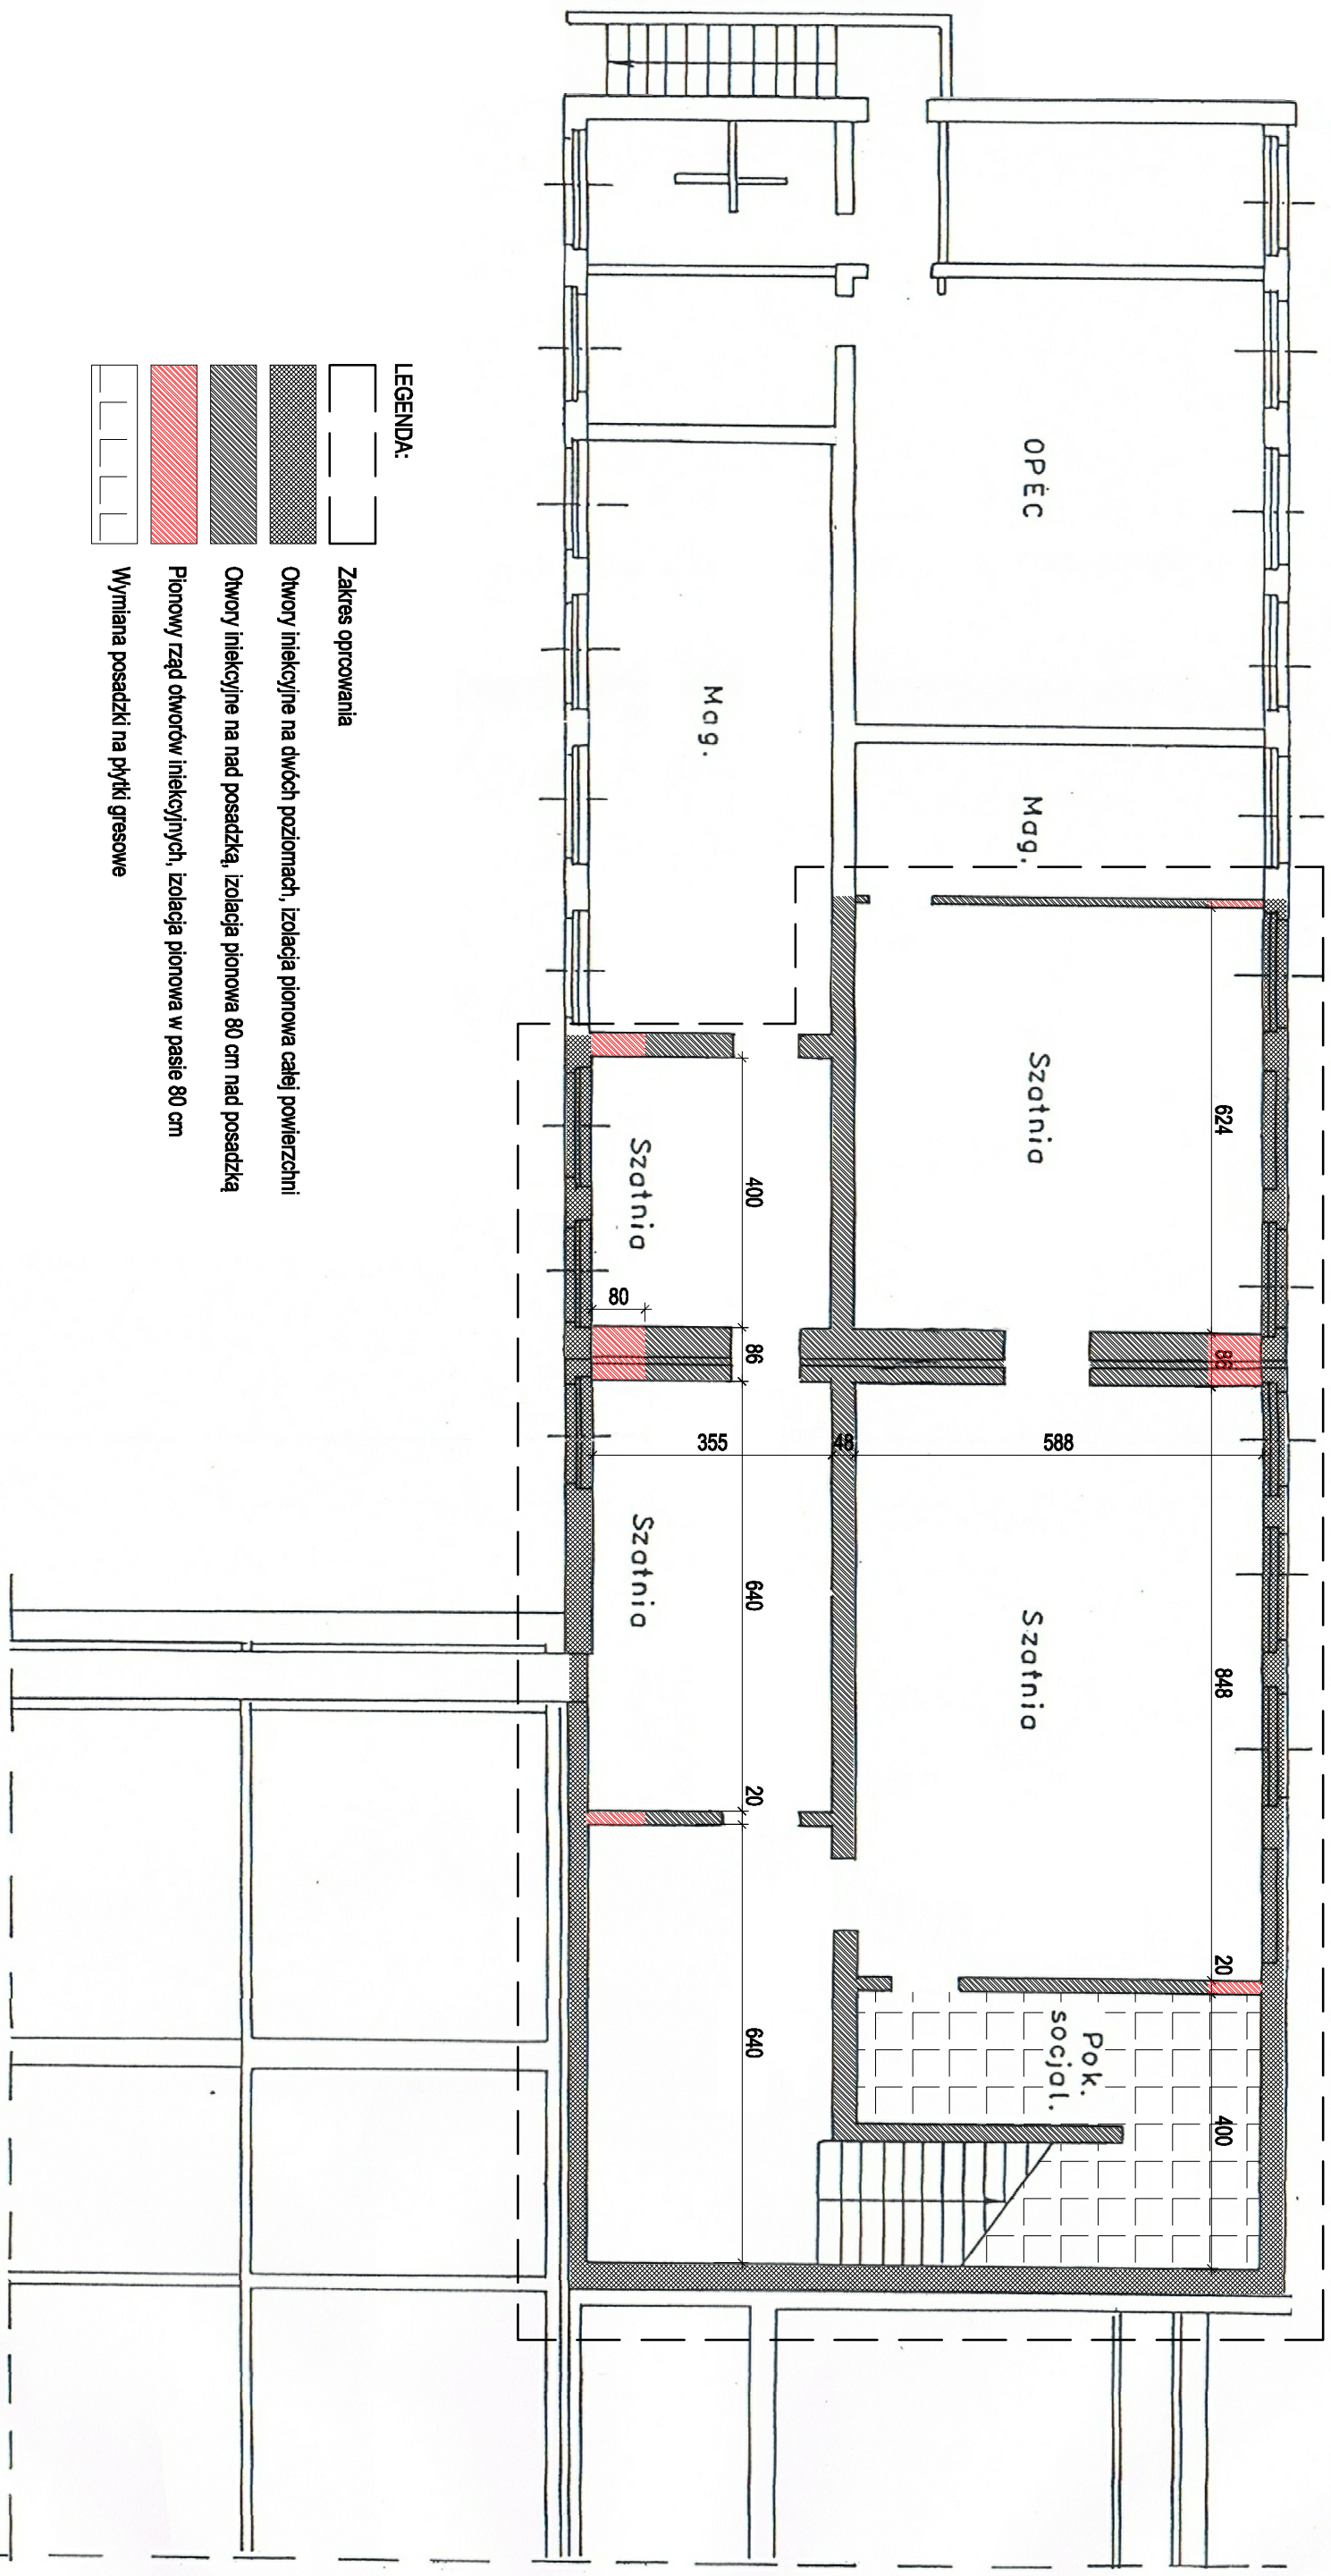 OPEC
Mag.
Mag.
Szatnia
624
Szatnia
400
80
86
86
355
48
588
Szatnia
640
Szatnia
848
20
20
640
Pok.
socjal.
400
LEGENDA:
Zakres oprcowania
Otwory iniekcyjne na dwóch poziomach, izolacja pionowa całej powierzchni
Otwory iniekcyjne na nad posadzką, izolacja pionowa 80 cm nad posadzką
Pionowy rząd otworów iniekcyjnych, izolacja pionowa w pasie 80 cm
Wymiana posadzki na płytki gresowe